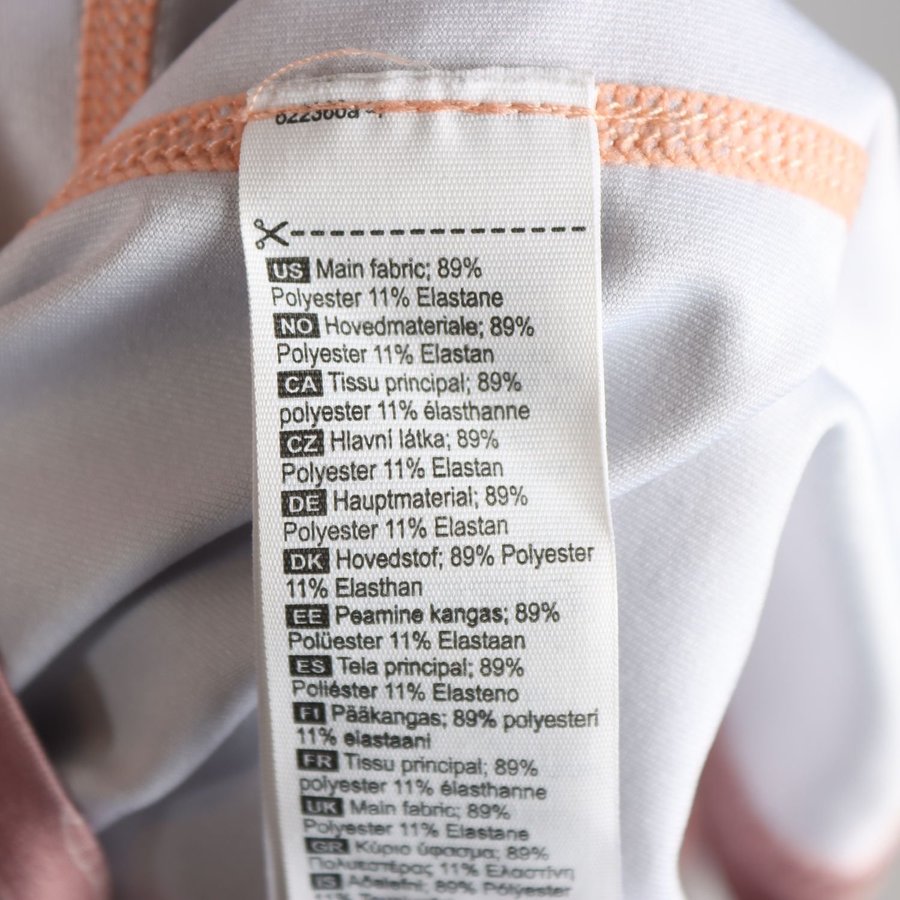 US Main fabric; 89%
Polyester 11% Elastane
NO Hovedmateriale; 89%
Polyester 11% Elastan
CA Tissu principal; 89%
polyester 11% élasthanne
CZ Hlavní látka; 89%
Polyester 11% Elastan
DE Hauptmaterial; 89%
Polyester 11% Elastan
DK Hovedstof; 89% Polyester
11% Elasthan
EE Peamine kangas; 89%
Polüester 11% Elastaan
ES Tela principal; 89%
Poliéster 11% Elasteno
FI Pääkangas; 89% polyesteri
11% elastaani
FR Tissu principal; 89%
polyester 11% élasthanne
UK Main fabric; 89%
Polyester 11% Elastane
GR Κύριο ύφασμα; 89%
Πολυεστέρας 11% Ελαστίνη
IS Aðalefni; 89% Pólýester